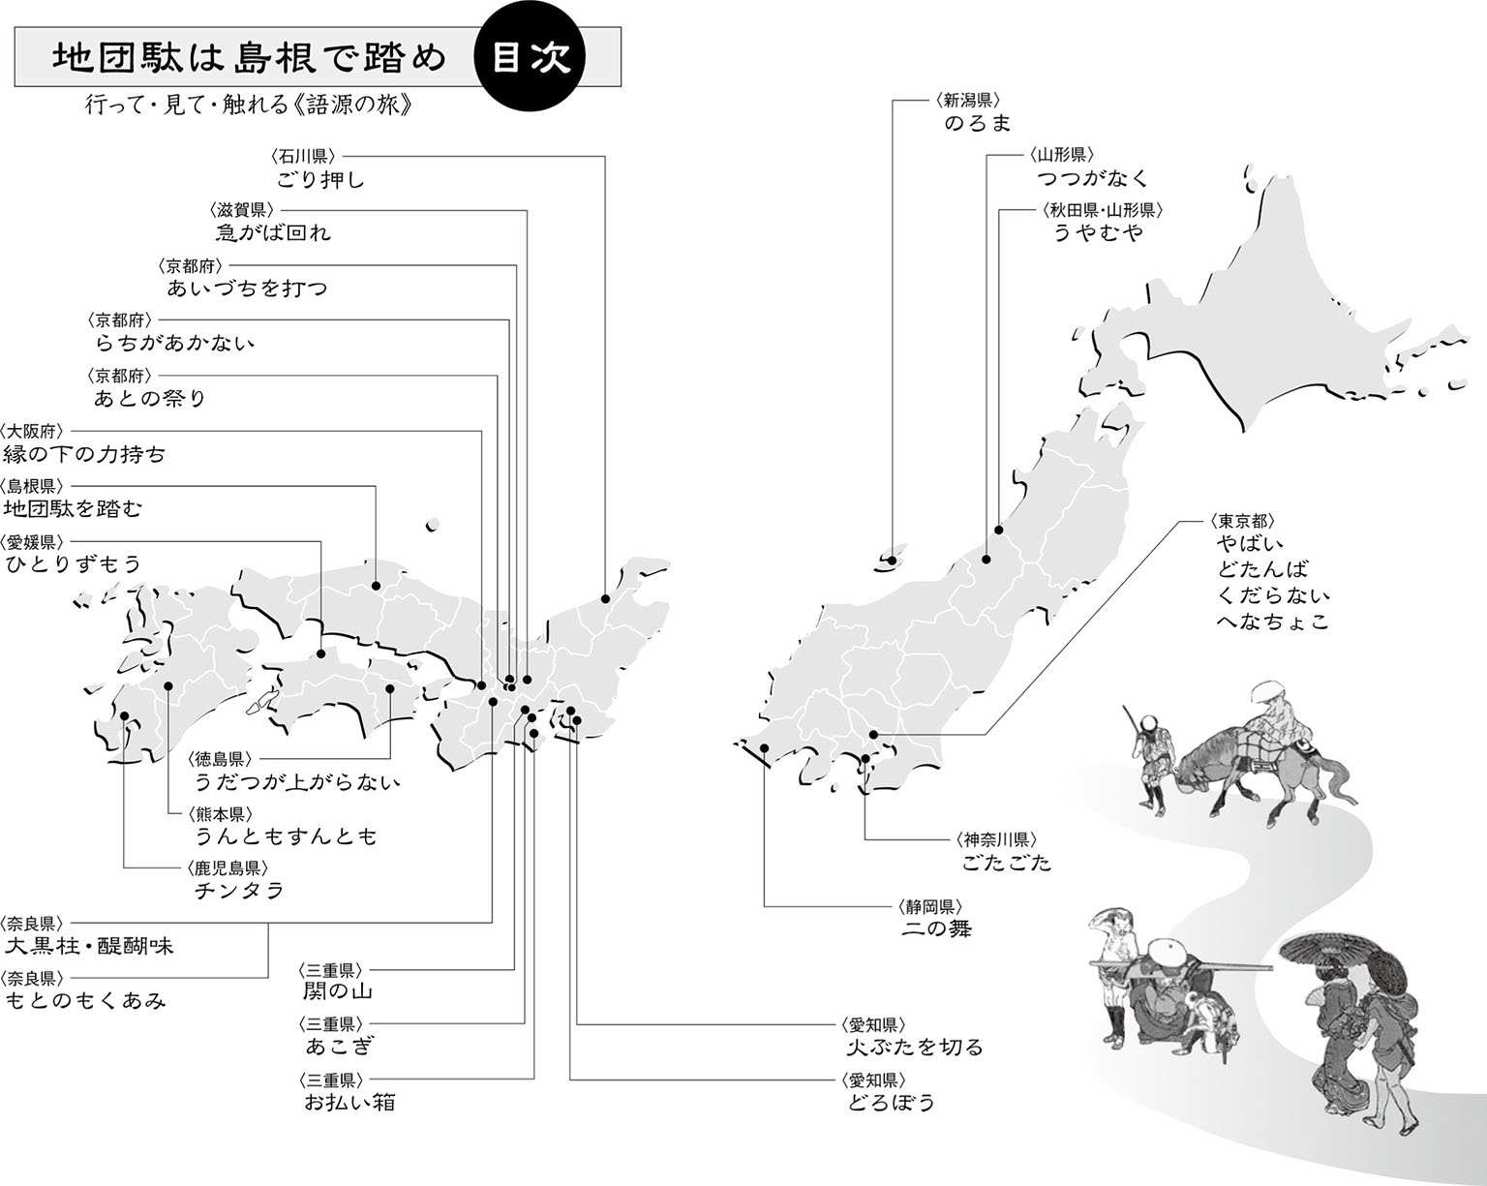 地団駄は島根で踏め 目次
行って・見て・触れる《語源の旅》
〈石川県〉
ごり押し
〈滋賀県〉
急がば回れ
〈京都府〉
あいづちを打つ
〈京都府〉
らちがあかない
〈京都府〉
あとの祭り
〈大阪府〉
縁の下の力持ち
〈島根県〉
地団駄を踏む
〈愛媛県〉
ひとりずもう
〈徳島県〉
うだつが上がらない
〈熊本県〉
うんともすんとも
〈鹿児島県〉
チンタラ
〈奈良県〉
大黒柱・醍醐味
〈奈良県〉
もとのもくあみ
〈三重県〉
関の山
〈三重県〉
あこぎ
〈三重県〉
お払い箱
〈新潟県〉
のろま
〈山形県〉
つつがなく
〈秋田県・山形県〉
うやむや
〈東京都〉
やばい
どたんば
くだらない
へなちょこ
〈神奈川県〉
ごたごた
〈静岡県〉
二の舞
〈愛知県〉
火ぶたを切る
〈愛知県〉
どろぼう